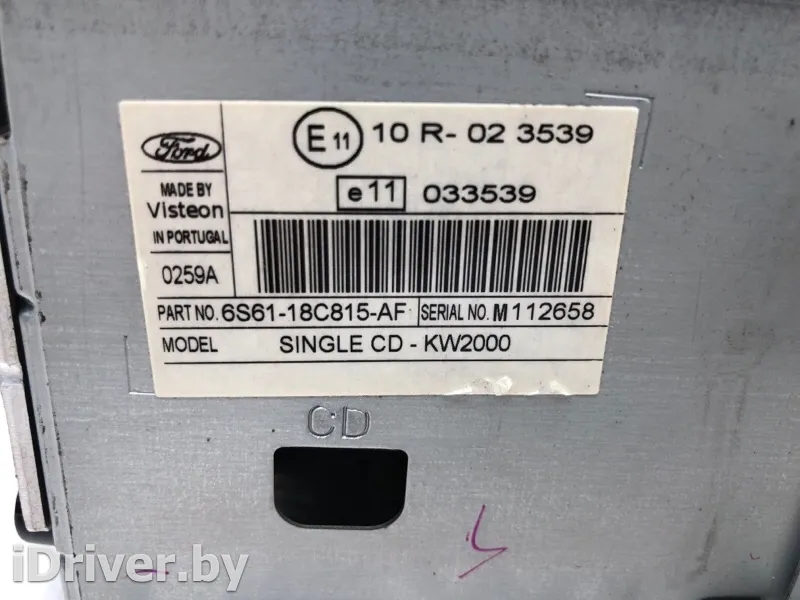 Ford
MADE BY
Visteon
IN PORTUGAL
0259A
E 11 10 R- 02 3539
e11 033539
PART NO. 6S61-18C815-AF SERIAL NO. M112658
MODEL SINGLE CD - KW2000
CD
iDriver.by